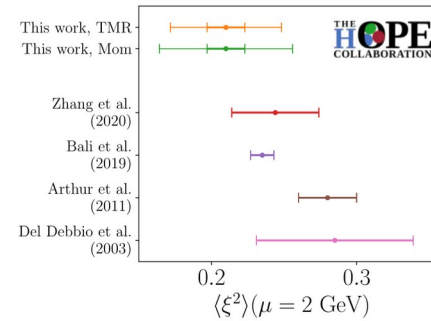 This work, TMR
This work, Mom
THE
HOPE
COLLABORATION
Zhang et al.
(2020)
Bali et al.
(2019)
Arthur et al.
(2011)
Del Debbio et al.
(2003)
0.2 0.3
⟨ξ²⟩(μ = 2 GeV)